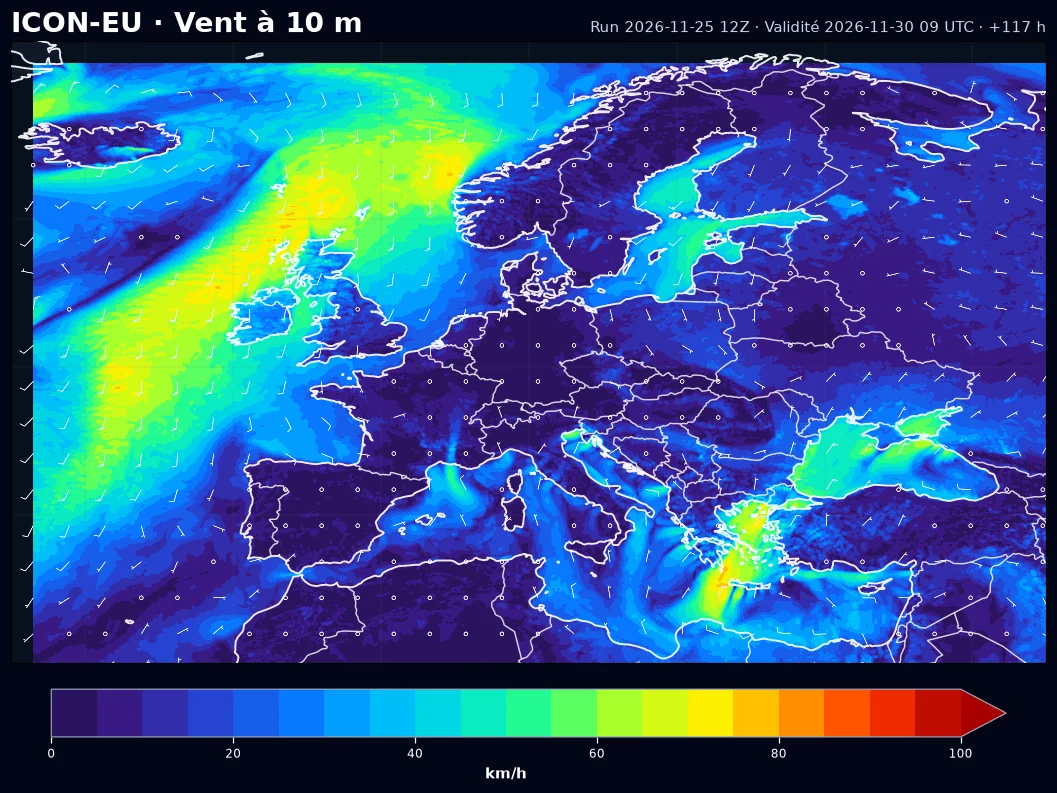 ICON-EU · Vent à 10 m
Run 2026-11-25 12Z · Validité 2026-11-30 09 UTC · +117 h
0 20 40 60 80 100
km/h